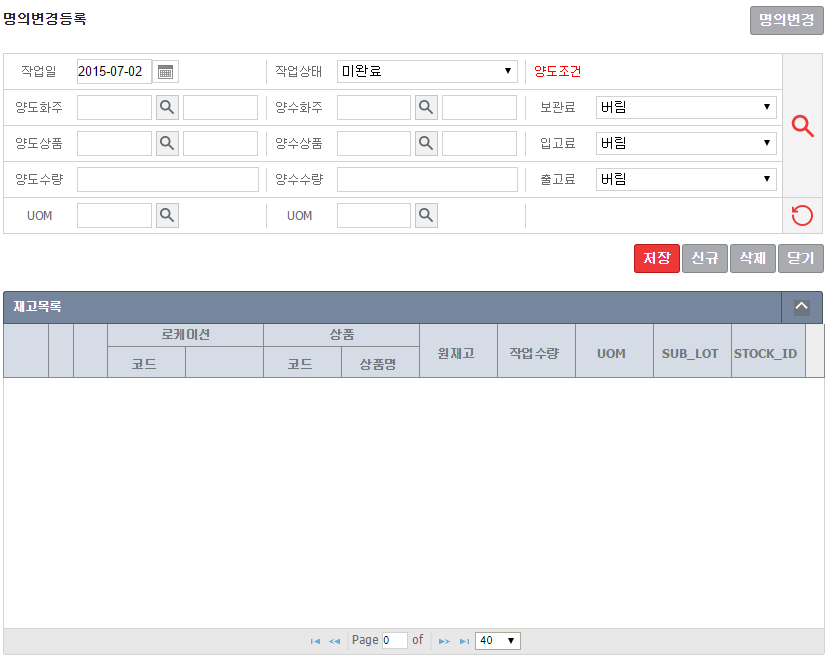 명의변경등록 명의변경
작업일 2015-07-02 작업상태 미완료 양도조건
양도화주 양수화주 보관료 버림
양도상품 양수상품 입고료 버림
양도수량 양수수량 출고료 버림
UOM UOM
저장 신규 삭제 닫기
재고목록
로케이션 상품
원재고 작업수량 UOM SUB_LOT STOCK_ID
코드 코드 상품명
Page 0 of 40